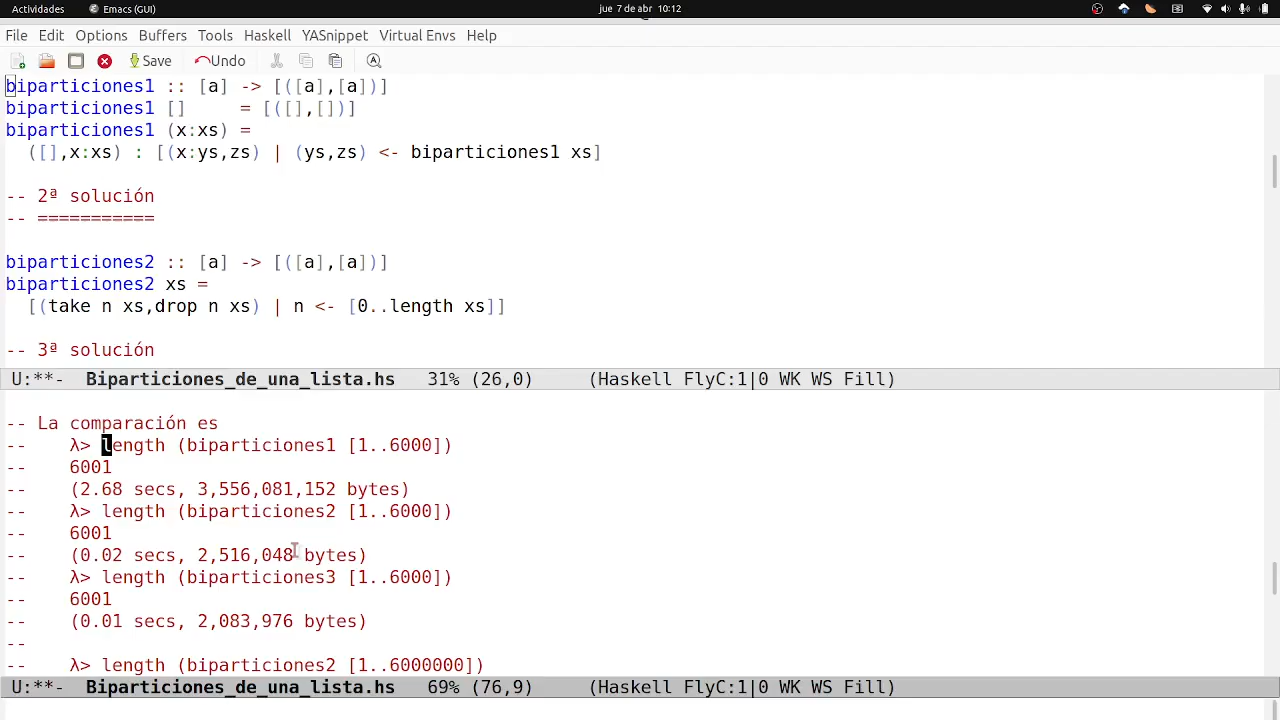 Actividades Emacs (GUI) jue 7 de abr 10:12
File Edit Options Buffers Tools Haskell YASnippet Virtual Envs Help
Save Undo
biparticiones1 :: [a] -> [([a],[a])]
biparticiones1 [] = [([],[])]
biparticiones1 (x:xs) =
([],x:xs) : [(x:ys,zs) | (ys,zs) <- biparticiones1 xs]
-- 2ª solución
-- ===========
biparticiones2 :: [a] -> [([a],[a])]
biparticiones2 xs =
[(take n xs,drop n xs) | n <- [0..length xs]]
-- 3ª solución
U:**- Biparticiones_de_una_lista.hs 31% (26,0) (Haskell FlyC:1|0 WK WS Fill)
-- La comparación es
-- λ> length (biparticiones1 [1..6000])
-- 6001
-- (2.68 secs, 3,556,081,152 bytes)
-- λ> length (biparticiones2 [1..6000])
-- 6001
-- (0.02 secs, 2,516,048 bytes)
-- λ> length (biparticiones3 [1..6000])
-- 6001
-- (0.01 secs, 2,083,976 bytes)
--
-- λ> length (biparticiones2 [1..6000000])
U:**- Biparticiones_de_una_lista.hs 69% (76,9) (Haskell FlyC:1|0 WK WS Fill)